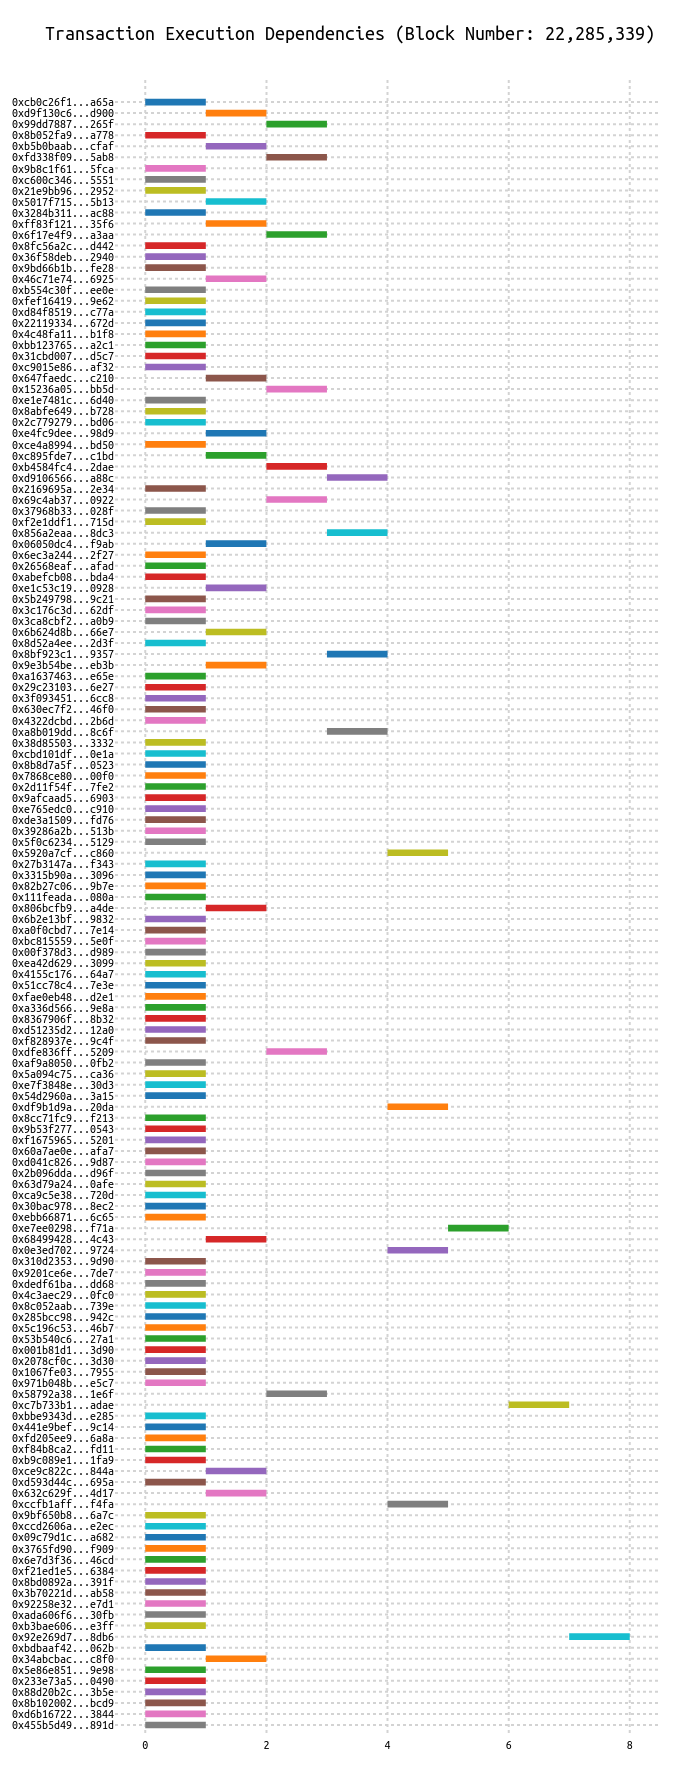 Transaction Execution Dependencies (Block Number: 22,285,339)
0xcb0c26f1...a65a
0xd9f130c6...d900
0x99dd7887...265f
0x8b052fa9...a778
0xb5b0baab...cfaf
0xfd338f09...5ab8
0x9b8c1f61...5fca
0xc600c346...5551
0x21e9bb96...2952
0x5017f715...5b13
0x3284b311...ac88
0xff83f121...35f6
0x6f17e4f9...a3aa
0x8fc56a2c...d442
0x36f58deb...2940
0x9bd66b1b...fe28
0x46c71e74...6925
0xb554c30f...ee0e
0xfef16419...9e62
0xd84f8519...c77a
0x22119334...672d
0x4c48fa11...b1f8
0xbb123765...a2c1
0x31cbd007...d5c7
0xc9015e86...af32
0x647faedc...c210
0x15236a05...bb5d
0xe1e7481c...6d40
0x8abfe649...b728
0x2c779279...bd06
0xe4fc9dee...98d9
0xce4a8994...bd50
0xc895fde7...c1bd
0xb4584fc4...2dae
0xd9106566...a88c
0x2169695a...2e34
0x69c4ab37...0922
0x37968b33...028f
0xf2e1ddf1...715d
0x856a2eaa...8dc3
0x06050dc4...f9ab
0x6ec3a244...2f27
0x26568eaf...afad
0xabefcb08...bda4
0xe1c53c19...0928
0x5b249798...9c21
0x3c176c3d...62df
0x3ca8cbf2...a0b9
0x6b624d8b...66e7
0x8d52a4ee...2d3f
0x8bf923c1...9357
0x9e3b54be...eb3b
0xa1637463...e65e
0x29c23103...6e27
0x3f093451...6cc8
0x630ec7f2...46f0
0x4322dcbd...2b6d
0xa8b019dd...8c6f
0x38d85503...3332
0xcbd101df...0e1a
0x8b8d7a5f...0523
0x7868ce80...00f0
0x2d11f54f...7fe2
0x9afcaad5...6903
0xe765edc0...c910
0xde3a1509...fd76
0x39286a2b...513b
0x5f0c6234...5129
0x5920a7cf...c860
0x27b3147a...f343
0x3315b90a...3096
0x82b27c06...9b7e
0x111feada...080a
0x806bcfb9...a4de
0x6b2e13bf...9832
0xa0f0cbd7...7e14
0xbc815559...5e0f
0x00f378d3...d989
0xea42d629...3099
0x4155c176...64a7
0x51cc78c4...7e3e
0xfae0eb48...d2e1
0xa336d566...9e8a
0x8367906f...8b32
0xd51235d2...12a0
0xf828937e...9c4f
0xdfe836ff...5209
0xaf9a8050...0fb2
0x5a094c75...ca36
0xe7f3848e...30d3
0x54d2960a...3a15
0xdf9b1d9a...20da
0x8cc71fc9...f213
0x9b53f277...0543
0xf1675965...5201
0x60a7ae0e...afa7
0xd041c826...9d87
0x2b096dda...d96f
0x63d79a24...0afe
0xca9c5e38...720d
0x30bac978...8ec2
0xebb66871...6c65
0xe7ee0298...f71a
0x68499428...4c43
0x0e3ed702...9724
0x310d2353...9d90
0x9201ce6e...7de7
0xdedf61ba...dd68
0x4c3aec29...0fc0
0x8c052aab...739e
0x285bcc98...942c
0x5c196c53...46b7
0x53b540c6...27a1
0x001b81d1...3d90
0x2078cf0c...3d30
0x1067fe03...7955
0x971b048b...e5c7
0x58792a38...1e6f
0xc7b733b1...adae
0xbbe9343d...e285
0x441e9bef...9c14
0xfd205ee9...6a8a
0xf84b8ca2...fd11
0xb9c089e1...1fa9
0xce9c822c...844a
0xd593d44c...695a
0x632c629f...4d17
0xccfb1aff...f4fa
0x9bf650b8...6a7c
0xccd2606a...e2ec
0x09c79d1c...a682
0x3765fd90...f909
0x6e7d3f36...46cd
0xf21ed1e5...6384
0x8bd0892a...391f
0x3b70221d...ab58
0x92258e32...e7d1
0xada606f6...30fb
0xb3bae606...e3ff
0x92e269d7...8db6
0xbdbaaf42...062b
0x34abcbac...c8f0
0x5e86e851...9e98
0x233e73a5...0490
0x88d20b2c...3b5e
0x8b102002...bcd9
0xd6b16722...3844
0x455b5d49...891d
0 2 4 6 8